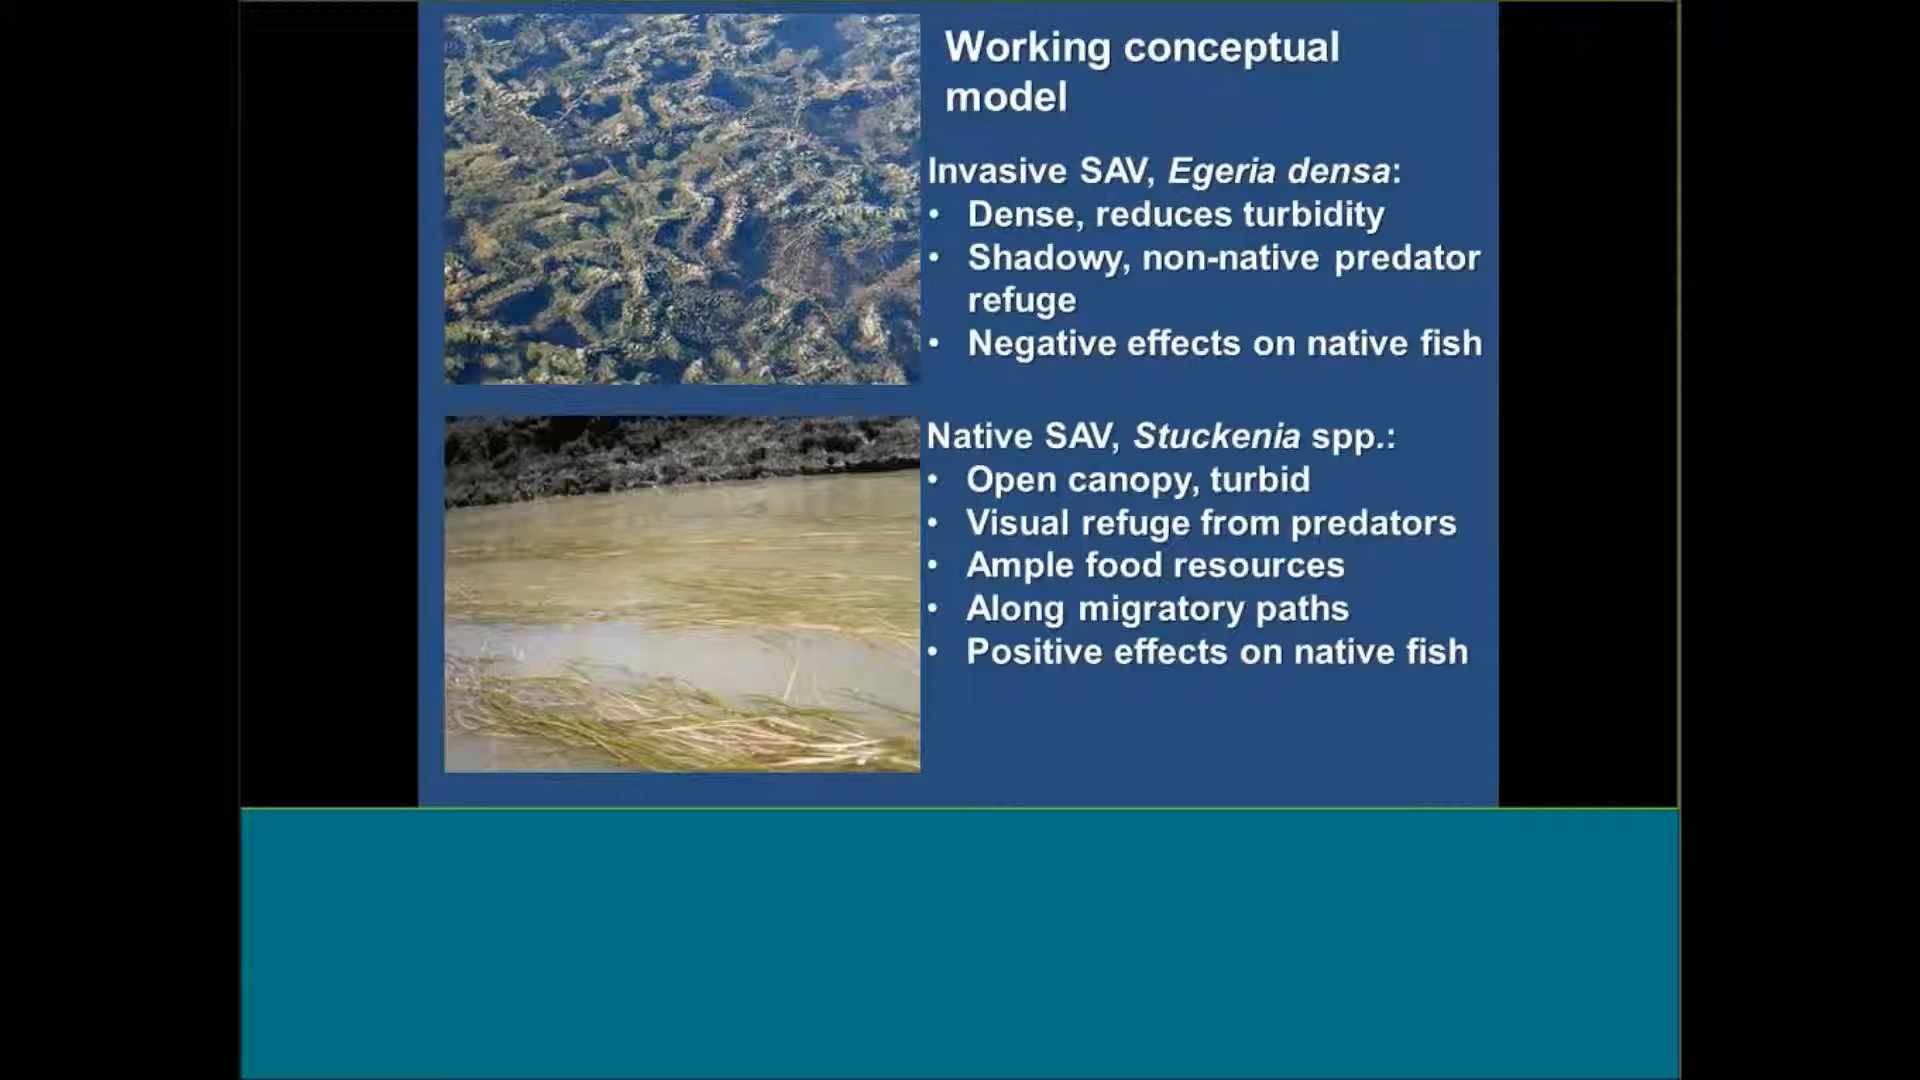 Working conceptual
model
Invasive SAV, Egeria densa:
• Dense, reduces turbidity
• Shadowy, non-native predator
refuge
• Negative effects on native fish
Native SAV, Stuckenia spp.:
• Open canopy, turbid
• Visual refuge from predators
• Ample food resources
• Along migratory paths
• Positive effects on native fish